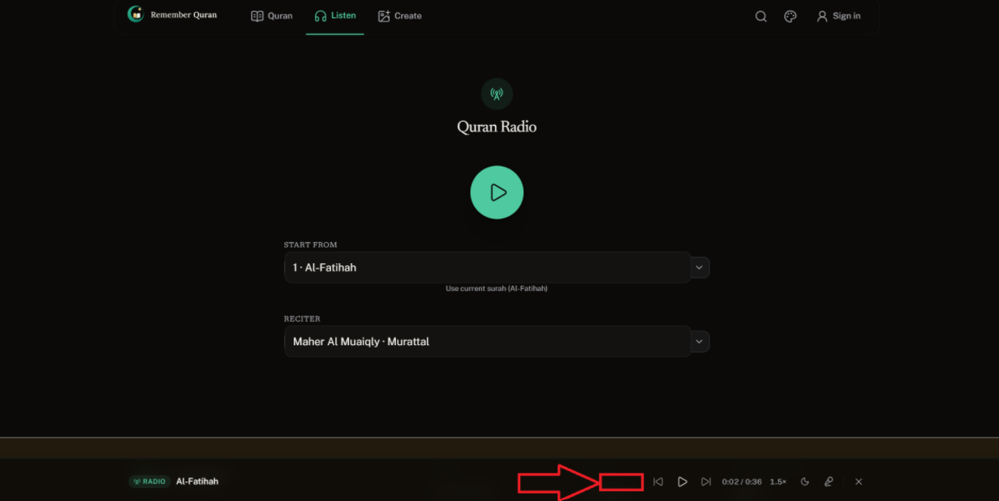 Remember Quran
Quran
Listen
Create
Sign in
Quran Radio
START FROM
1 · Al-Fatihah
Use current surah (Al-Fatihah)
RECITER
Maher Al Muaiqly · Murattal
RADIO Al-Fatihah
0:02 / 0:36 1.5×